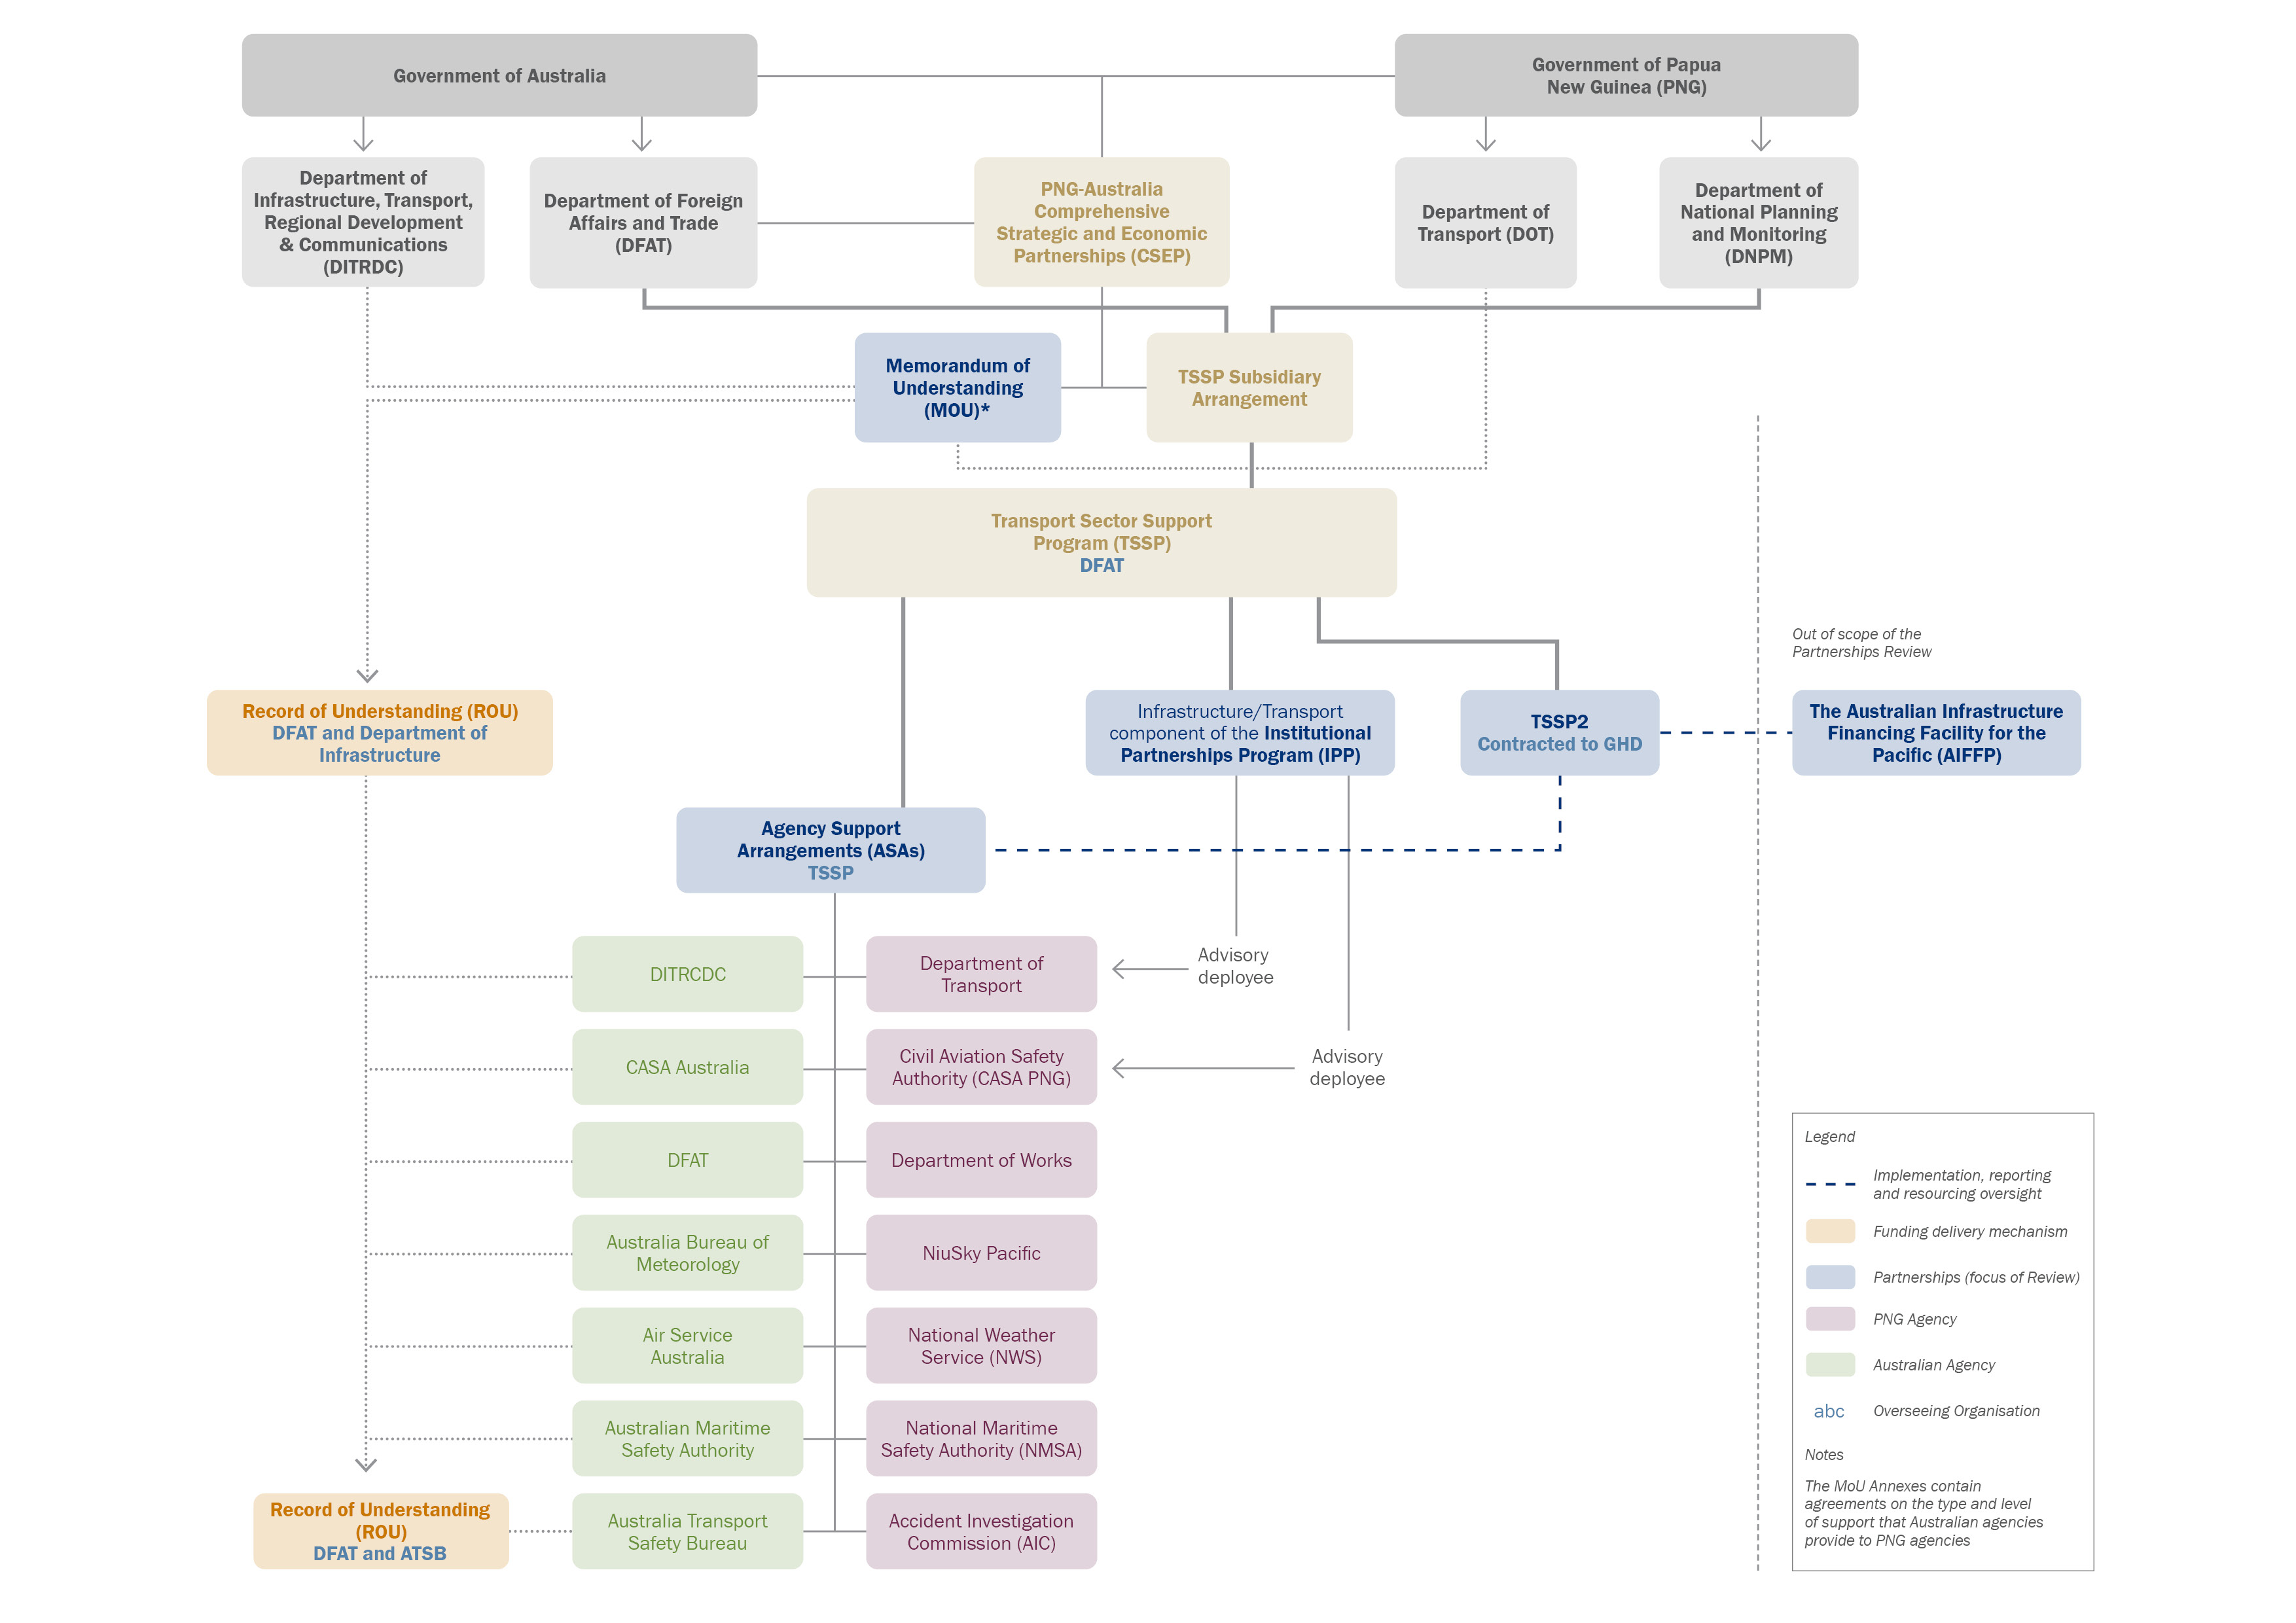 Government of Australia
Government of Papua
New Guinea (PNG)
Department of
Infrastructure, Transport,
Regional Development
& Communications
(DITRDC)
Department of Foreign
Affairs and Trade
(DFAT)
PNG-Australia
Comprehensive
Strategic and Economic
Partnerships (CSEP)
Department of
Transport (DOT)
Department of
National Planning
and Monitoring
(DNPM)
Memorandum of
Understanding
(MOU)*
TSSP Subsidiary
Arrangement
Transport Sector Support
Program (TSSP)
DFAT
Out of scope of the
Partnerships Review
Record of Understanding (ROU)
DFAT and Department of
Infrastructure
Infrastructure/Transport
component of the Institutional
Partnerships Program (IPP)
TSSP2
Contracted to GHD
The Australian Infrastructure
Financing Facility for the
Pacific (AIFFP)
Agency Support
Arrangements (ASAs)
TSSP
DITRCDC
Department of
Transport
Advisory
deployee
CASA Australia
Civil Aviation Safety
Authority (CASA PNG)
Advisory
deployee
DFAT
Department of Works
Australia Bureau of
Meteorology
NiuSky Pacific
Air Service
Australia
National Weather
Service (NWS)
Australian Maritime
Safety Authority
National Maritime
Safety Authority (NMSA)
Record of Understanding
(ROU)
DFAT and ATSB
Australia Transport
Safety Bureau
Accident Investigation
Commission (AIC)
Legend
Implementation, reporting
and resourcing oversight
Funding delivery mechanism
Partnerships (focus of Review)
PNG Agency
Australian Agency
abc Overseeing Organisation
Notes
The MoU Annexes contain
agreements on the type and level
of support that Australian agencies
provide to PNG agencies